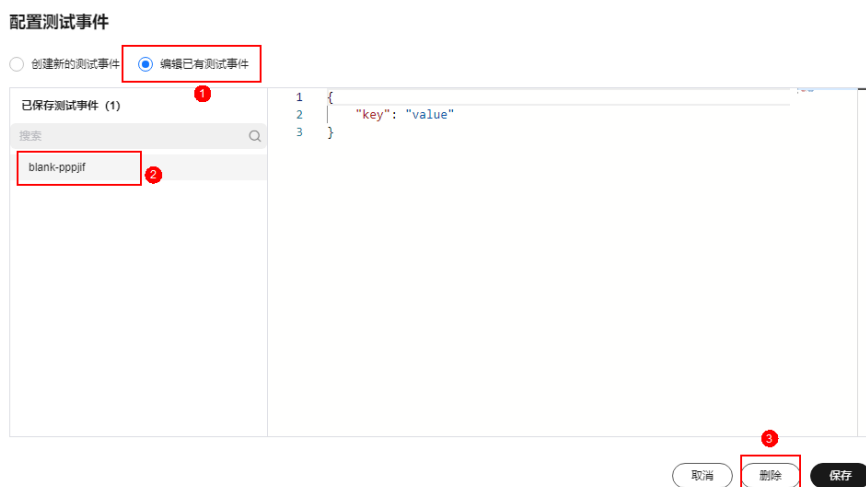 配置测试事件
创建新的测试事件 编辑已有测试事件
1
已保存测试事件 (1)
搜索
blank-pppjif
2
1 {
2 "key": "value"
3 }
3
取消 删除 保存